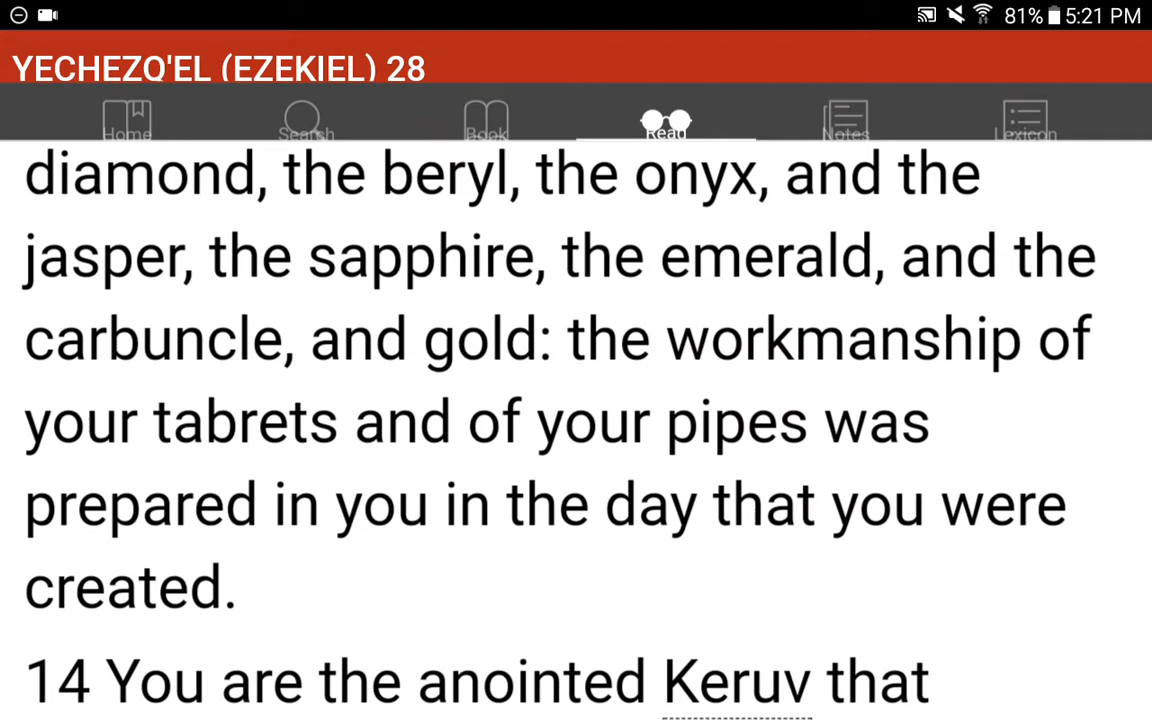 81% 5:21 PM
YECHEZQ'EL (EZEKIEL) 28
Home Search Book Read Notes Lexicon
diamond, the beryl, the onyx, and the
jasper, the sapphire, the emerald, and the
carbuncle, and gold: the workmanship of
your tabrets and of your pipes was
prepared in you in the day that you were
created.
14 You are the anointed Keruv that